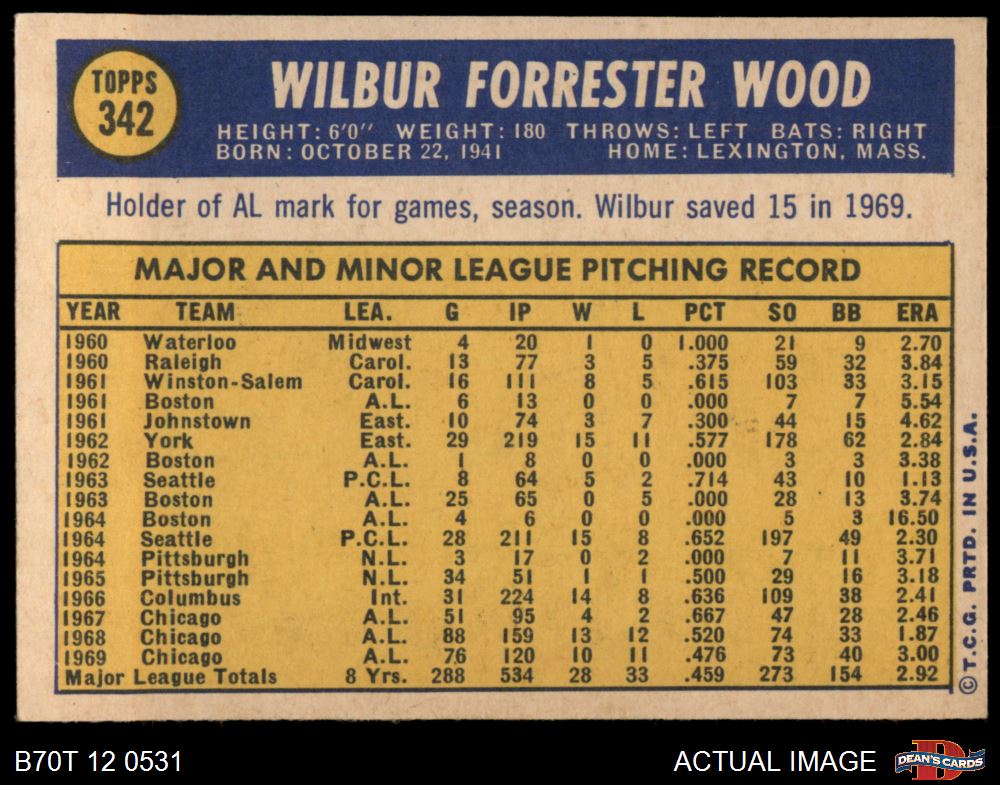 TOPPS
342
WILBUR FORRESTER WOOD
HEIGHT: 6'0" WEIGHT: 180 THROWS: LEFT BATS: RIGHT
BORN: OCTOBER 22, 1941 HOME: LEXINGTON, MASS.
Holder of AL mark for games, season. Wilbur saved 15 in 1969.
MAJOR AND MINOR LEAGUE PITCHING RECORD
YEAR TEAM LEA. G IP W L PCT SO BB ERA
1960 Waterloo Midwest 4 20 1 0 1.000 21 9 2.70
1960 Raleigh Carol. 13 77 3 5 .375 59 32 3.84
1961 Winston-Salem Carol. 16 111 8 5 .615 103 33 3.15
1961 Boston A.L. 6 13 0 0 .000 7 7 5.54
1961 Johnstown East. 10 74 3 7 .300 44 15 4.62
1962 York East. 29 219 15 11 .577 178 62 2.84
1962 Boston A.L. 1 8 0 0 .000 3 3 3.38
1963 Seattle P.C.L. 8 64 5 2 .714 43 10 1.13
1963 Boston A.L. 25 65 0 5 .000 28 13 3.74
1964 Boston A.L. 4 6 0 0 .000 5 3 16.50
1964 Seattle P.C.L. 28 211 15 8 .652 197 49 2.30
1964 Pittsburgh N.L. 3 17 0 2 .000 7 11 3.71
1965 Pittsburgh N.L. 34 51 1 1 .500 29 16 3.18
1966 Columbus Int. 31 224 14 8 .636 109 38 2.41
1967 Chicago A.L. 51 95 4 2 .667 47 28 2.46
1968 Chicago A.L. 88 159 13 12 .520 74 33 1.87
1969 Chicago A.L. 76 120 10 11 .476 73 40 3.00
Major League Totals 8 Yrs. 288 534 28 33 .459 273 154 2.92
© T.C.G. PRTD. IN U.S.A.
B70T 12 0531 ACTUAL IMAGE
D
DEAN'S CARDS